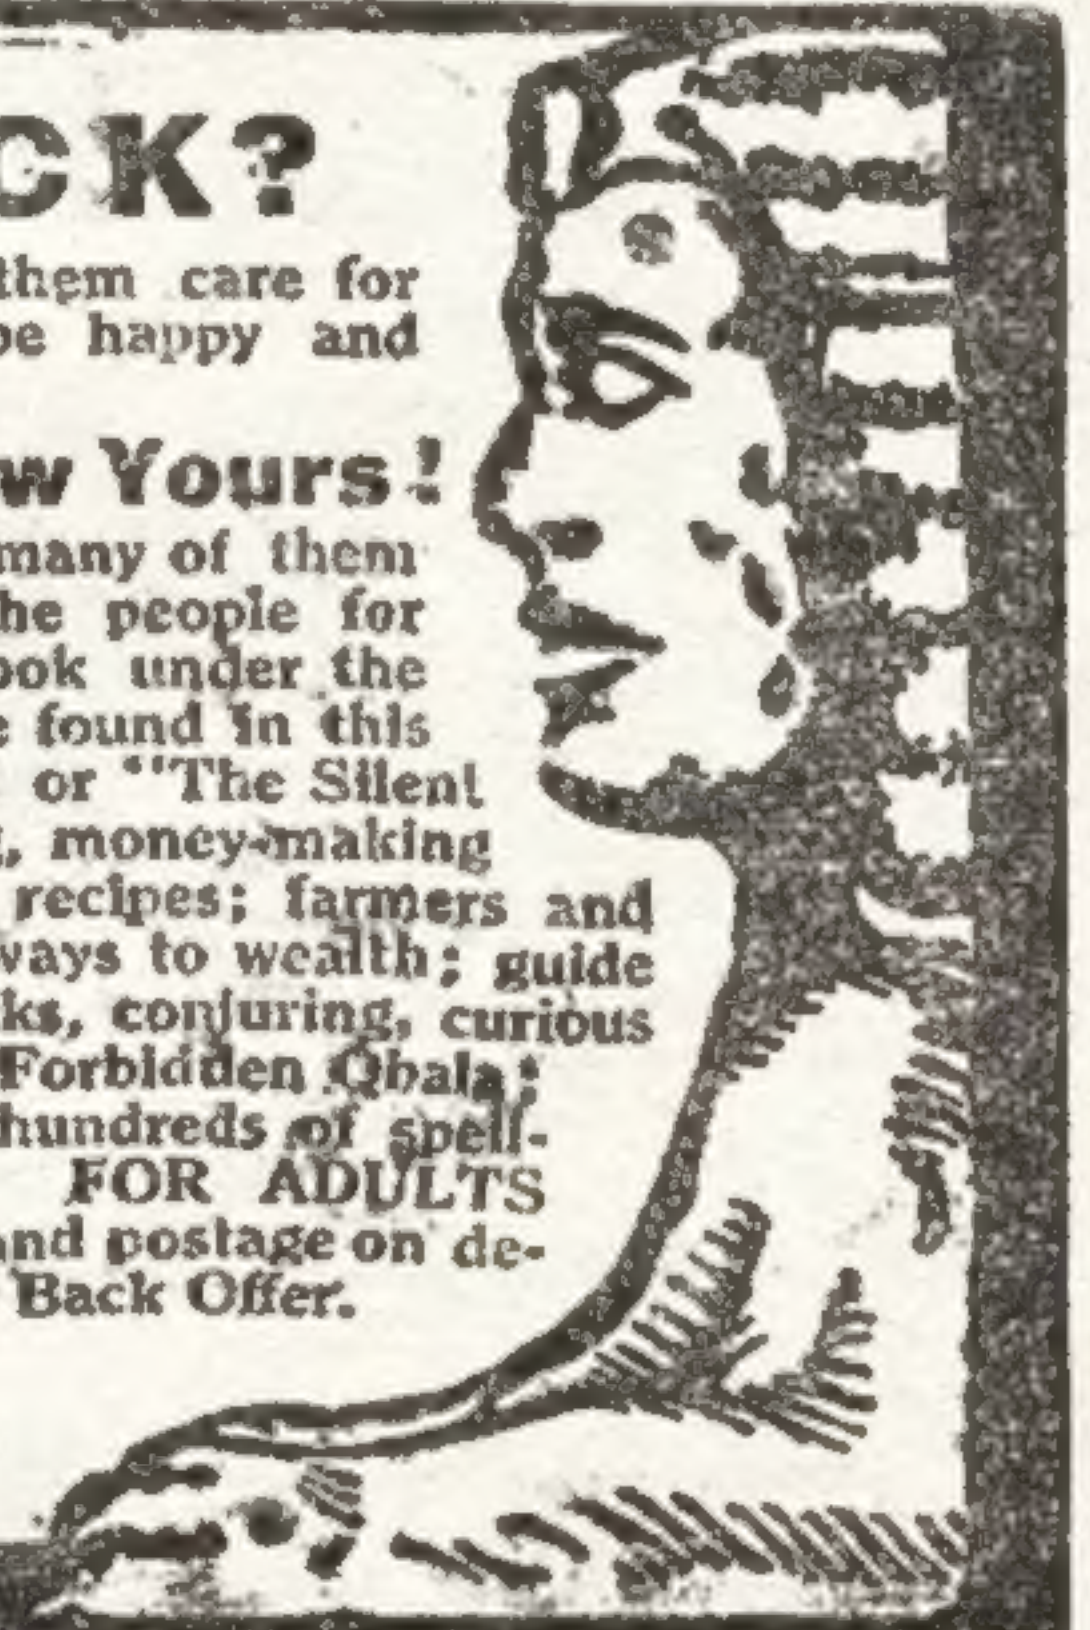 CK?
them care for
be happy and
w Yours!
many of them
he people for
ook under the
e found in this
or "The Silent
, money-making
recipes; farmers and
ways to wealth; guide
ks, conjuring, curious
Forbidden Qbala;
hundreds of spell-
FOR ADULTS
and postage on de-
Back Offer.